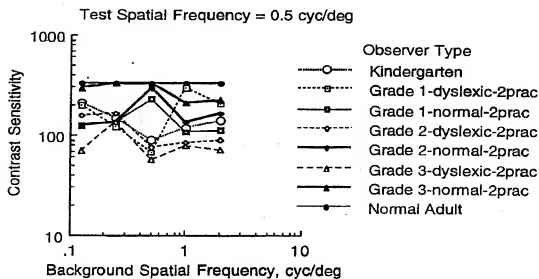 Test Spatial Frequency = 0.5 cyc/deg
1000
100
10
.1
1
10
Contrast Sensitivity
Background Spatial Frequency, cyc/deg
Observer Type
Kindergarten
Grade 1-dyslexic-2prac
Grade 1-normal-2prac
Grade 2-dyslexic-2prac
Grade 2-normal-2prac
Grade 3-dyslexic-2prac
Grade 3-normal-2prac
Normal Adult